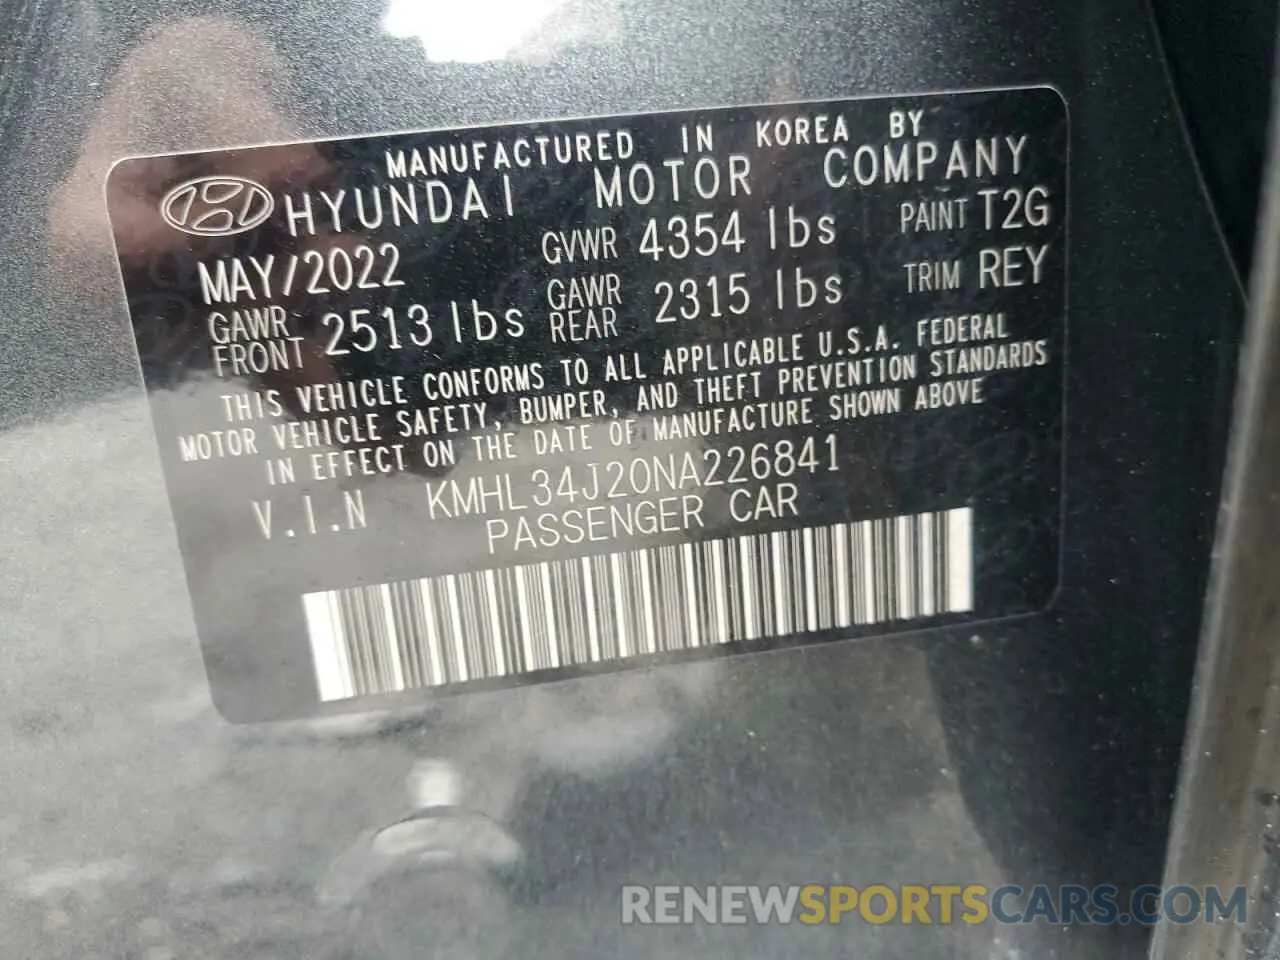 MANUFACTURED IN KOREA BY
HYUNDAI MOTOR COMPANY
MAY/2022 GVWR 4354 lbs PAINT T2G
GAWR FRONT 2513 lbs GAWR REAR 2315 lbs TRIM REY
THIS VEHICLE CONFORMS TO ALL APPLICABLE U.S.A. FEDERAL
MOTOR VEHICLE SAFETY, BUMPER, AND THEFT PREVENTION STANDARDS
IN EFFECT ON THE DATE OF MANUFACTURE SHOWN ABOVE
V.I.N KMHL34J20NA226841
PASSENGER CAR
RENEWSPORTSCARS.COM